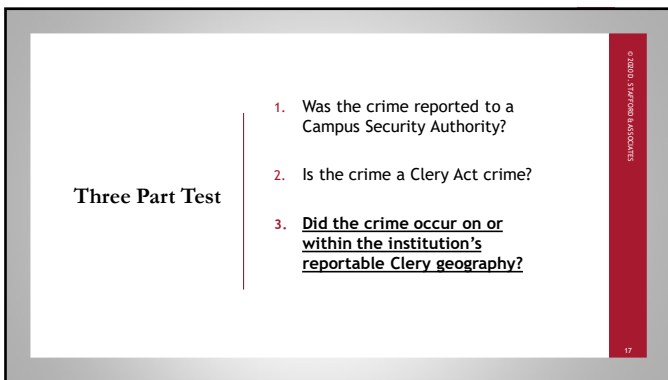 Three Part Test
1. Was the crime reported to a
Campus Security Authority?
2. Is the crime a Clery Act crime?
3. Did the crime occur on or
within the institution's
reportable Clery geography?
© 2020 D. STAFFORD & ASSOCIATES
17